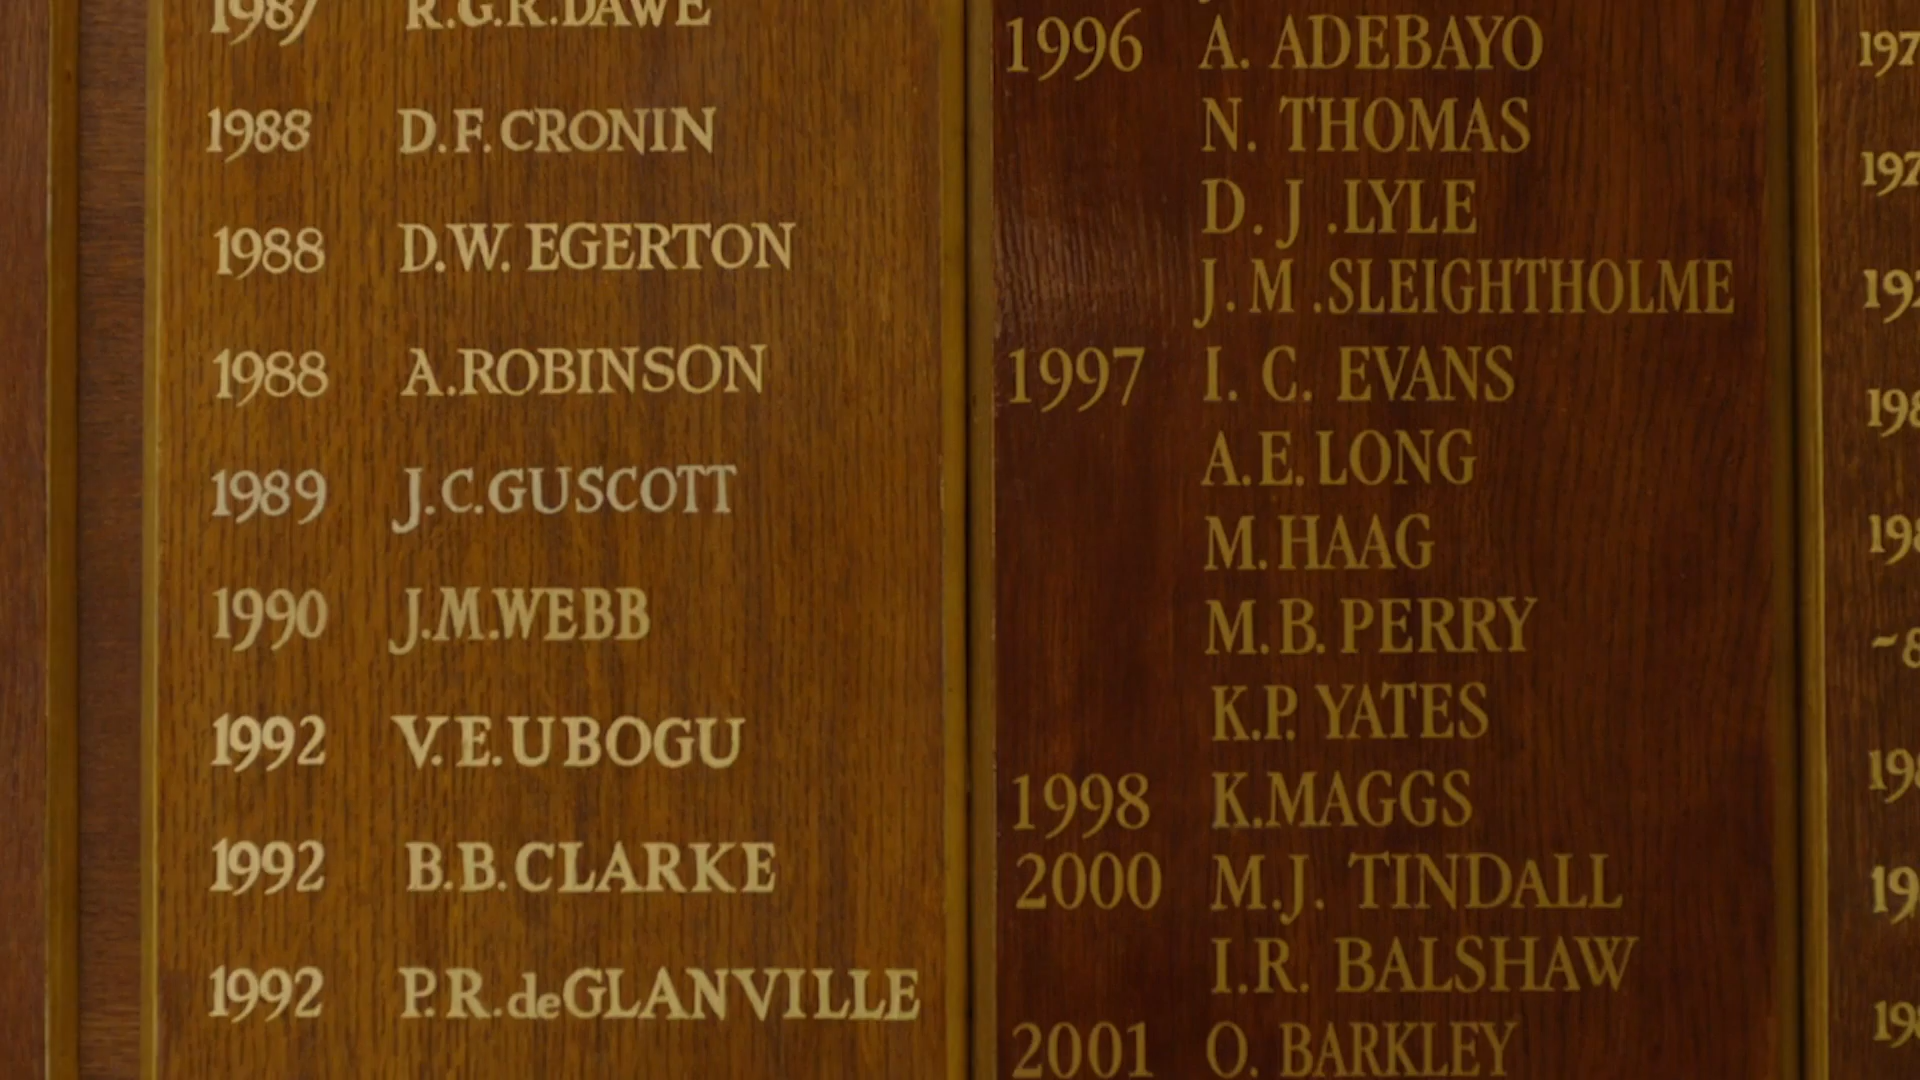 1987 R.G.R.DAWE
1988 D.F. CRONIN
1988 D.W. EGERTON
1988 A.ROBINSON
1989 J.C.GUSCOTT
1990 J.M.WEBB
1992 V.E.UBOGU
1992 B.B.CLARKE
1992 P.R.deGLANVILLE
1996 A. ADEBAYO
N. THOMAS
D. J .LYLE
J. M .SLEIGHTHOLME
1997 I. C. EVANS
A.E. LONG
M. HAAG
M.B. PERRY
K.P. YATES
1998 K.MAGGS
2000 M.J. TINDALL
I.R. BALSHAW
2001 O. BARKLEY